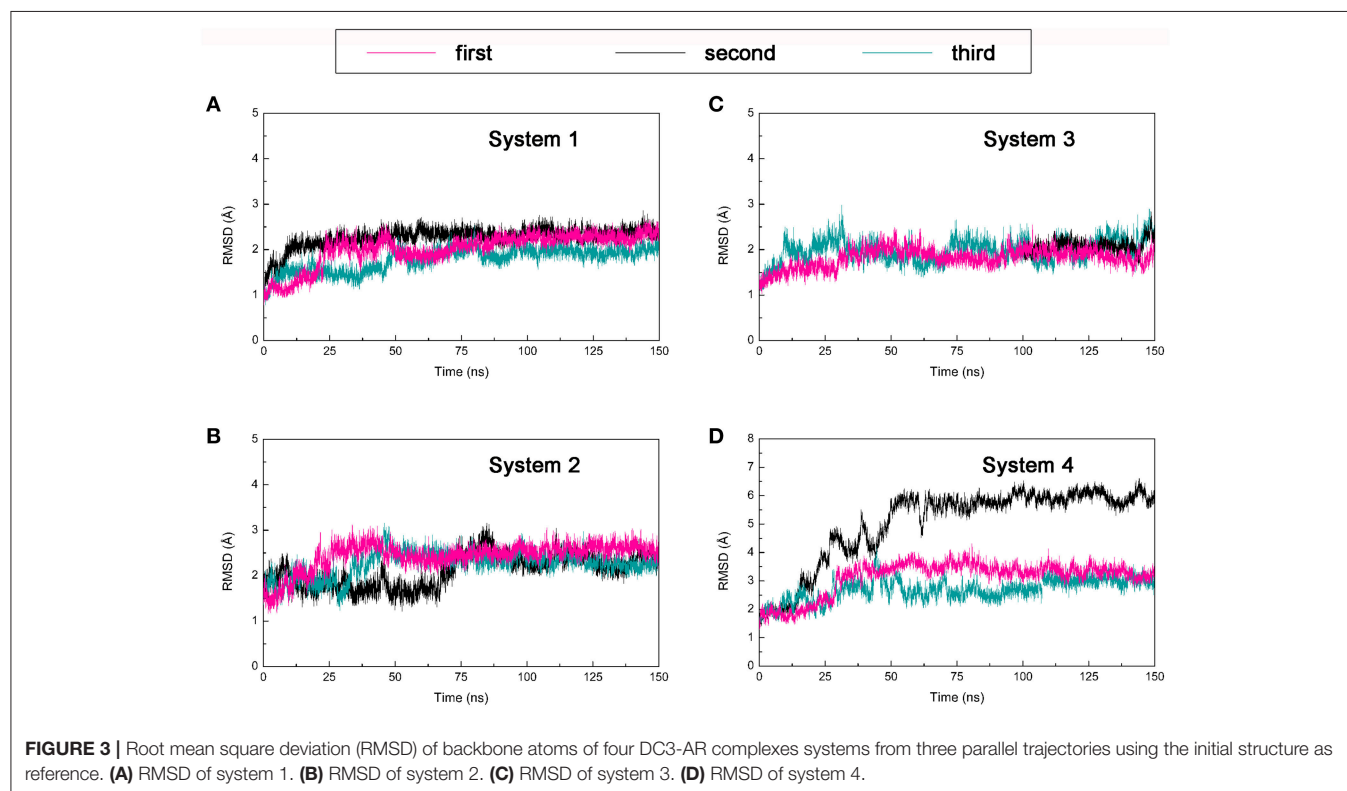 first second third
A
System 1
5
4
3
2
1
0
RMSD (Å)
0 25 50 75 100 125 150
Time (ns)
C
System 3
5
4
3
2
1
0
RMSD (Å)
0 25 50 75 100 125 150
Time (ns)
B
System 2
5
4
3
2
1
0
RMSD (Å)
0 25 50 75 100 125 150
Time (ns)
D
System 4
8
7
6
5
4
3
2
1
0
RMSD (Å)
0 25 50 75 100 125 150
Time (ns)
FIGURE 3 | Root mean square deviation (RMSD) of backbone atoms of four DC3-AR complexes systems from three parallel trajectories using the initial structure as
reference. (A) RMSD of system 1. (B) RMSD of system 2. (C) RMSD of system 3. (D) RMSD of system 4.